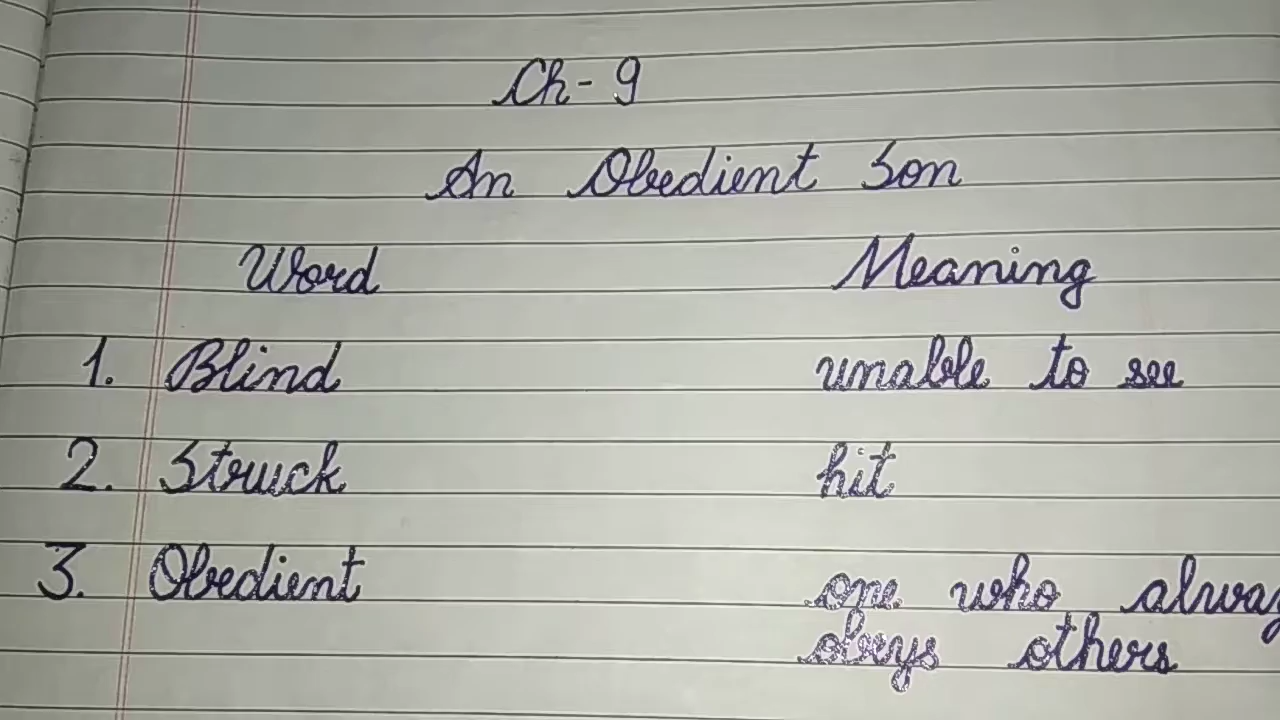 Ch - 9
An Obedient Son
Word Meaning
1. Blind unable to see
2. Struck hit
3. Obedient one who alway
obeys others